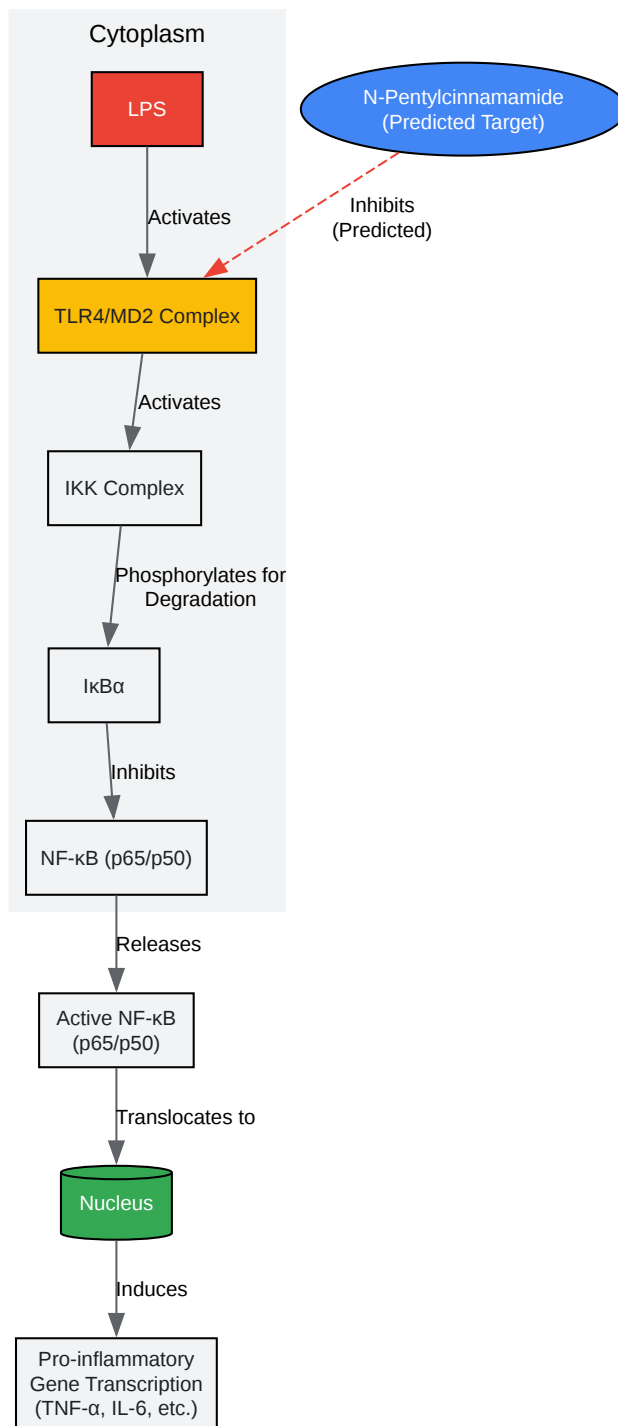 Cytoplasm
LPS
N-Pentylcinnamamide
(Predicted Target)
Activates
Inhibits
(Predicted)
TLR4/MD2 Complex
Activates
IKK Complex
Phosphorylates for
Degradation
IκBα
Inhibits
NF-κB (p65/p50)
Releases
Active NF-κB
(p65/p50)
Translocates to
Nucleus
Induces
Pro-inflammatory
Gene Transcription
(TNF-α, IL-6, etc.)